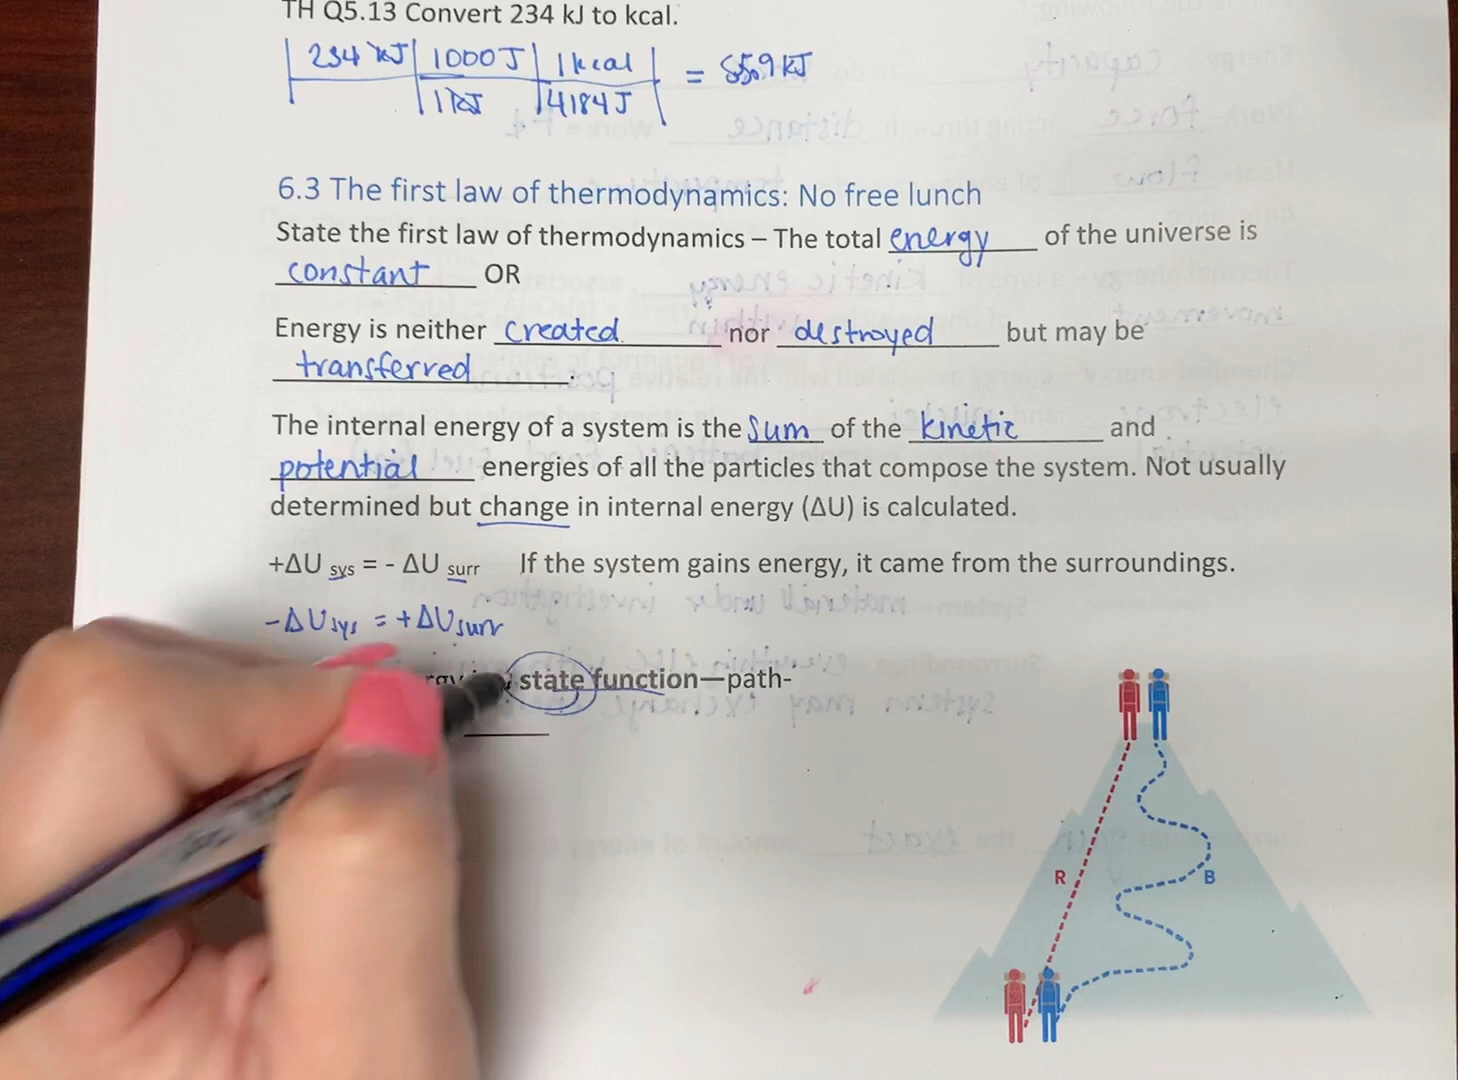 TH Q5.13 Convert 234 kJ to kcal.
234 kJ 1000 J 1 kcal
= 55.9 kJ
1 kJ 4184 J
6.3 The first law of thermodynamics: No free lunch
State the first law of thermodynamics – The total energy of the universe is
constant OR
Energy is neither created nor destroyed but may be
transferred.
The internal energy of a system is the sum of the kinetic and
potential energies of all the particles that compose the system. Not usually
determined but change in internal energy (ΔU) is calculated.
+ΔU sys = - ΔU surr If the system gains energy, it came from the surroundings.
-ΔUsys = +ΔUsurr
state function—path-
R
B